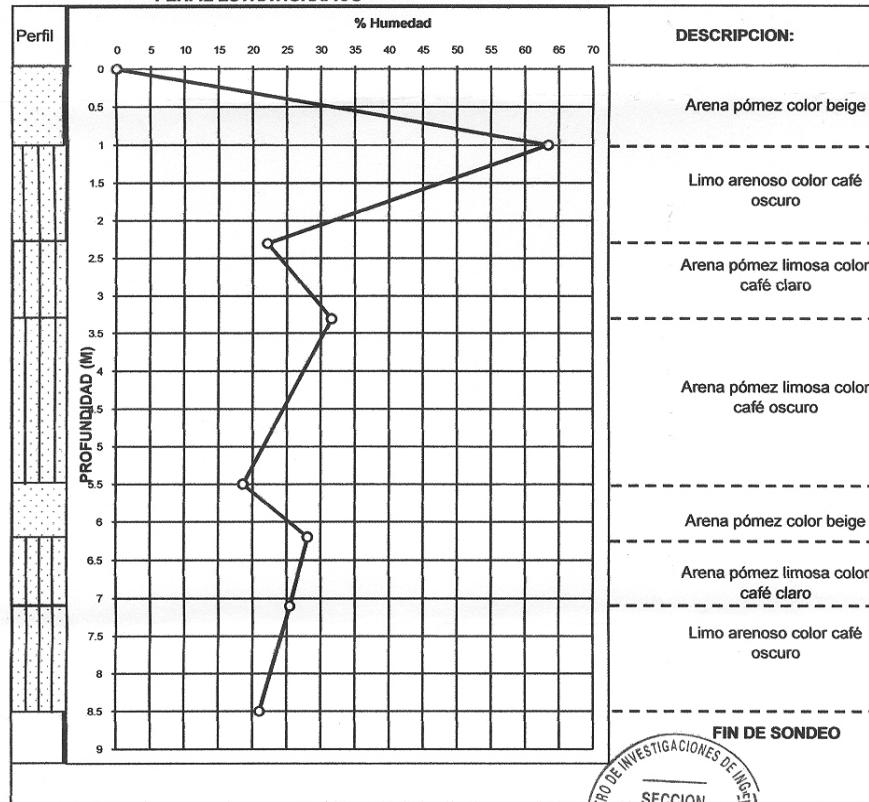 % Humedad
Perfil
DESCRIPCION:
0 5 10 15 20 25 30 35 40 45 50 55 60 65 70
0
0.5
1
1.5
2
2.5
3
3.5
4
4.5
5
5.5
6
6.5
7
7.5
8
8.5
9
PROFUNDIDAD (M)
Arena pómez color beige
Limo arenoso color café
oscuro
Arena pómez limosa color
café claro
Arena pómez limosa color
café oscuro
Arena pómez color beige
Arena pómez limosa color
café claro
Limo arenoso color café
oscuro
FIN DE SONDEO
INVESTIGACIONES DE
SECCION